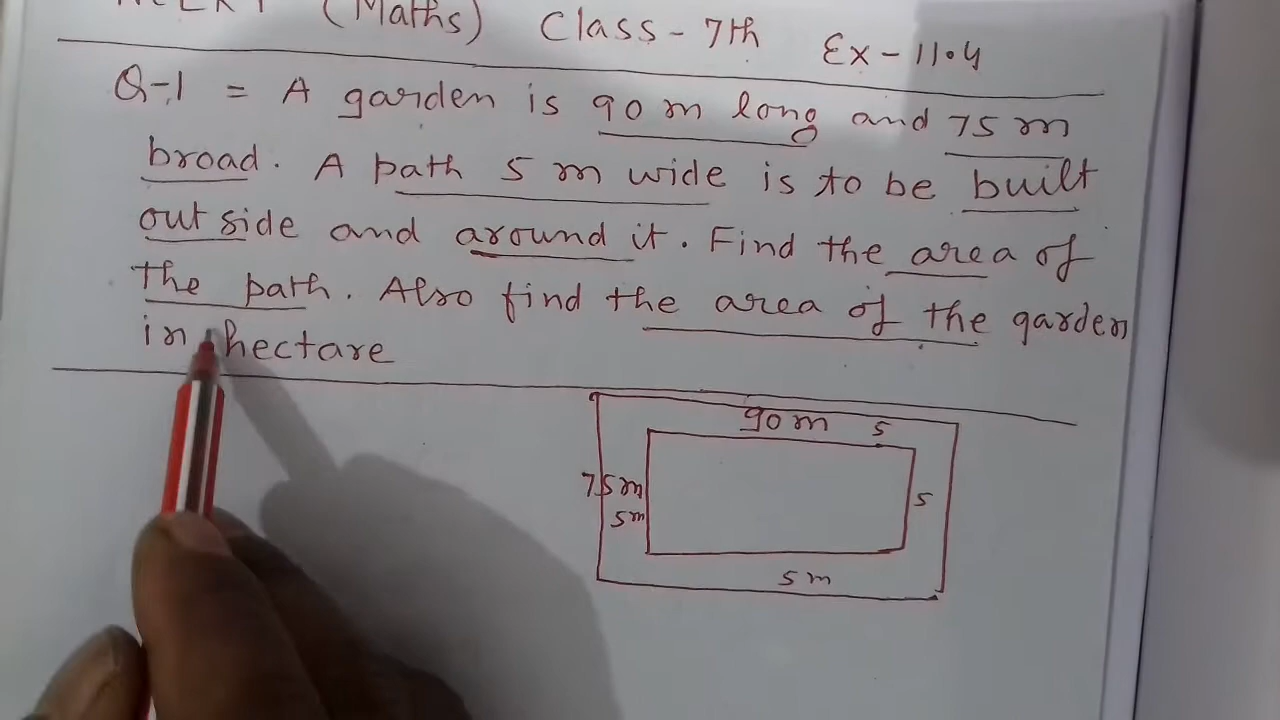 (Maths) Class - 7th Ex - 11.4
Q-1 = A garden is 90 m long and 75 m
broad. A path 5 m wide is to be built
out side and around it. Find the area of
the path. Also find the area of the garden
in hectare
90 m 5
75m
5
5m
5 m